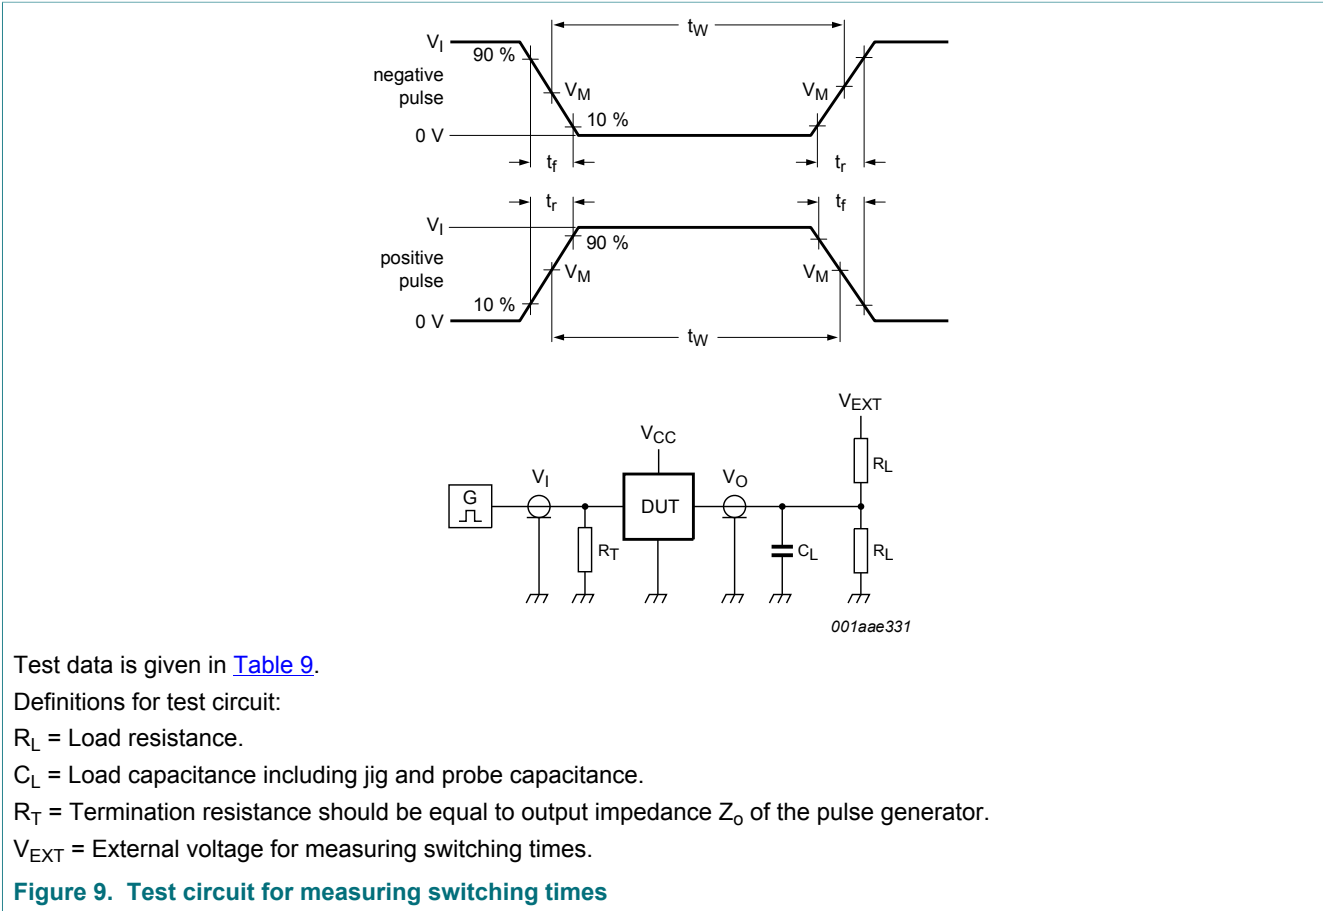 tW
VI
90 %
negative
pulse
VM
VM
10 %
0 V
tf
tr
tr
tf
VI
90 %
positive
pulse
VM
VM
10 %
0 V
tW
VEXT
VCC
RL
VI
VO
G
DUT
RT
CL
RL
001aae331
Test data is given in Table 9.
Definitions for test circuit:
RL = Load resistance.
CL = Load capacitance including jig and probe capacitance.
RT = Termination resistance should be equal to output impedance Zo of the pulse generator.
VEXT = External voltage for measuring switching times.
Figure 9. Test circuit for measuring switching times